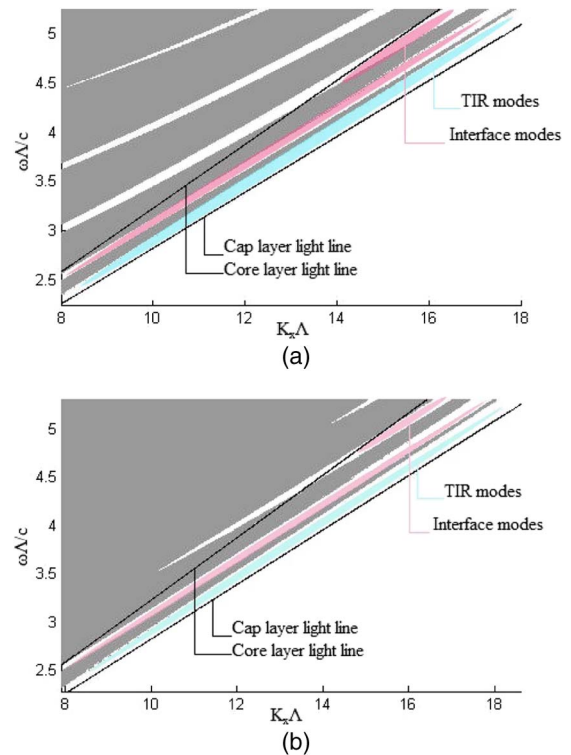 5
4.5
4
3.5
3
2.5
ωΛ/c
TIR modes
Interface modes
Cap layer light line
Core layer light line
8 10 12 14 16 18
KxΛ
(a)
5
4.5
4
3.5
3
2.5
ωΛ/c
TIR modes
Interface modes
Cap layer light line
Core layer light line
8 10 12 14 16 18
KxΛ
(b)